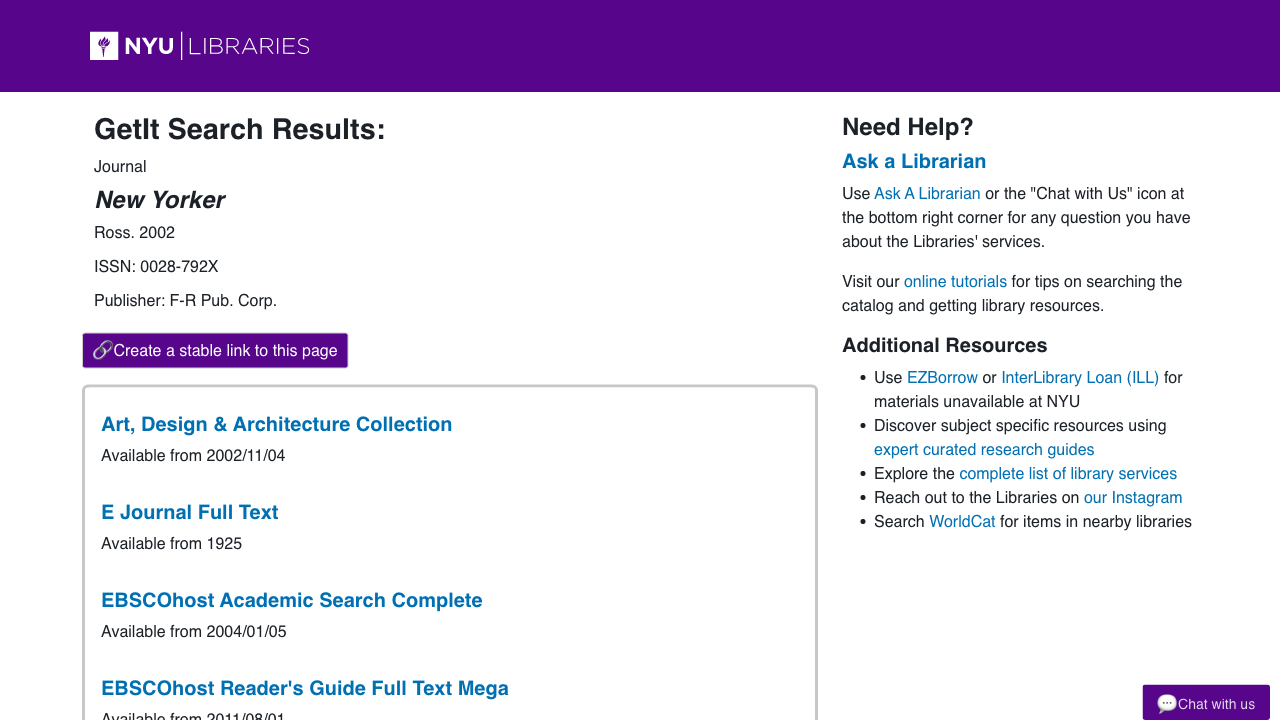 NYU LIBRARIES
GetIt Search Results:
Journal
New Yorker
Ross. 2002
ISSN: 0028-792X
Publisher: F-R Pub. Corp.
Create a stable link to this page
Art, Design & Architecture Collection
Available from 2002/11/04
E Journal Full Text
Available from 1925
EBSCOhost Academic Search Complete
Available from 2004/01/05
EBSCOhost Reader's Guide Full Text Mega
Available from 2011/08/01
Need Help?
Ask a Librarian
Use Ask A Librarian or the "Chat with Us" icon at
the bottom right corner for any question you have
about the Libraries' services.
Visit our online tutorials for tips on searching the
catalog and getting library resources.
Additional Resources
Use EZBorrow or InterLibrary Loan (ILL) for
materials unavailable at NYU
Discover subject specific resources using
expert curated research guides
Explore the complete list of library services
Reach out to the Libraries on our Instagram
Search WorldCat for items in nearby libraries
Chat with us